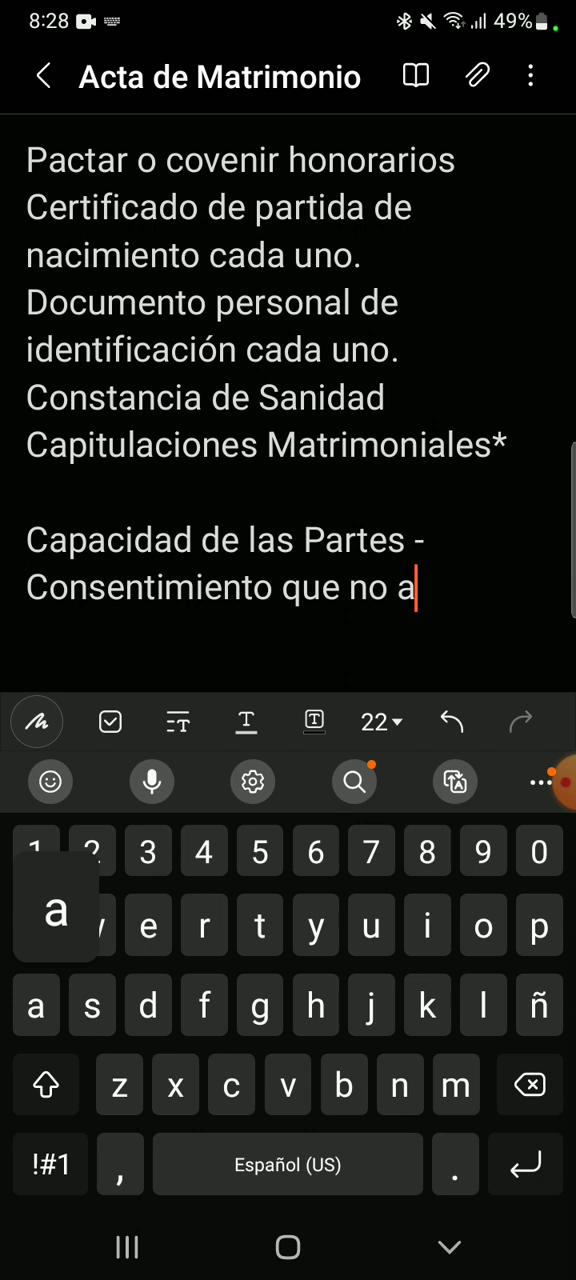 8:28 49%
Acta de Matrimonio
Pactar o covenir honorarios
Certificado de partida de
nacimiento cada uno.
Documento personal de
identificación cada uno.
Constancia de Sanidad
Capitulaciones Matrimoniales*
Capacidad de las Partes -
Consentimiento que no a
T T T 22
A
1 2 3 4 5 6 7 8 9 0
a e r t y u i o p
a s d f g h j k l ñ
z x c v b n m
!#1 , Español (US) .